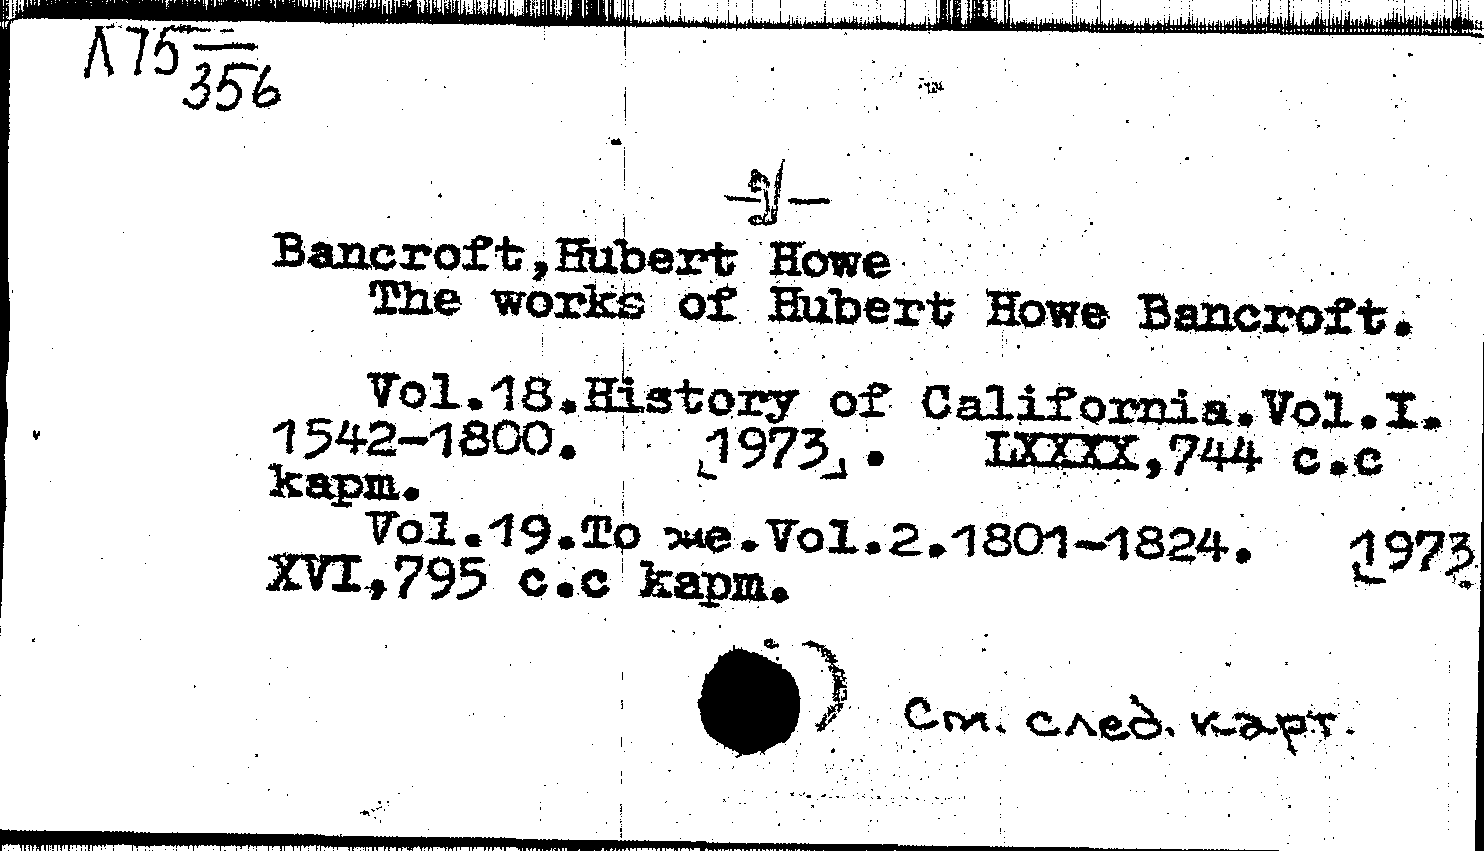 Л75
356
Bancroft,Hubert Howe
The works of Hubert Howe Bancroft.
Vol.18.History of California.Vol.I.
1542-1800. [1973]. LXXXX,744 с.с
карт.
Vol.19.То же.Vol.2.1801-1824. [1973]
XVI,795 с.с карт.
См. след. карт.